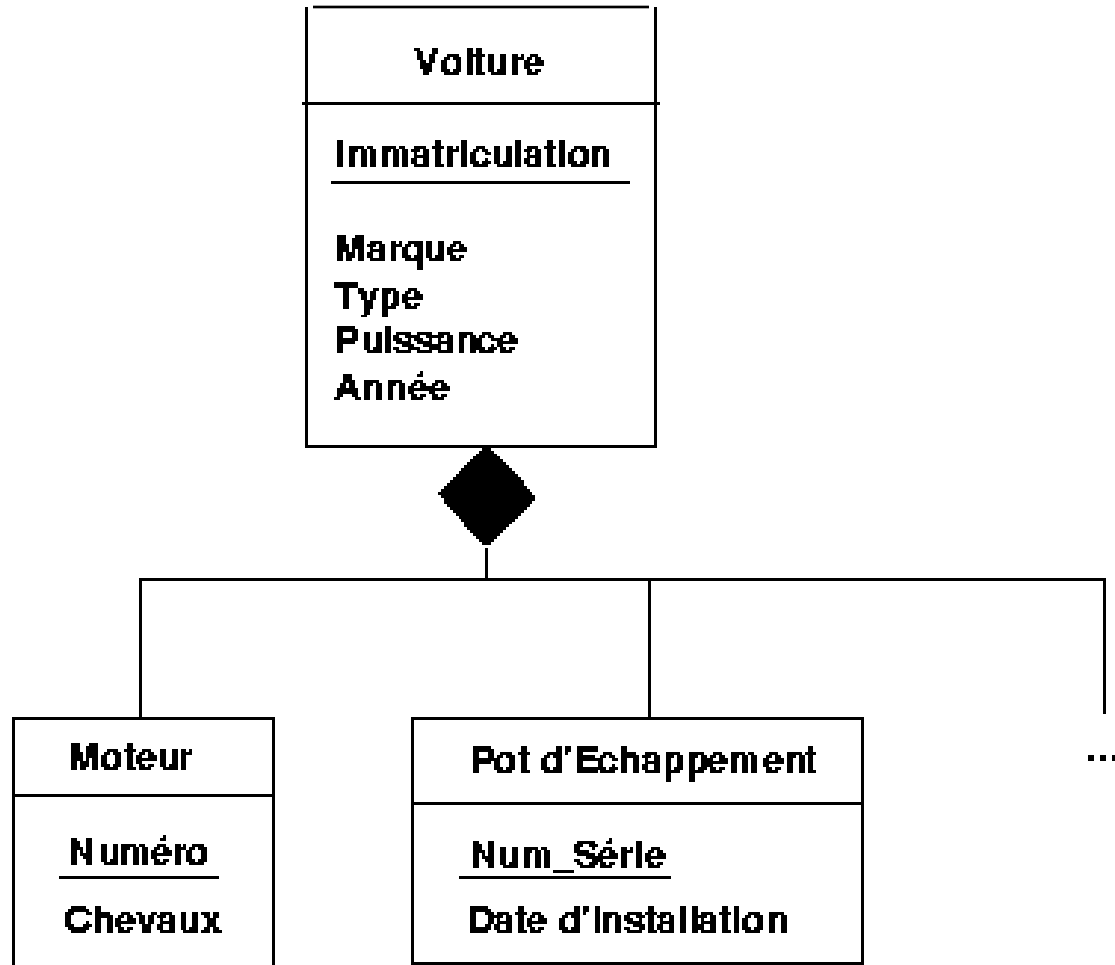 Voiture
Immatriculation
Marque
Type
Puissance
Année
Moteur
Numéro
Chevaux
Pot d'Echappement
Num_Série
Date d'Installation
...